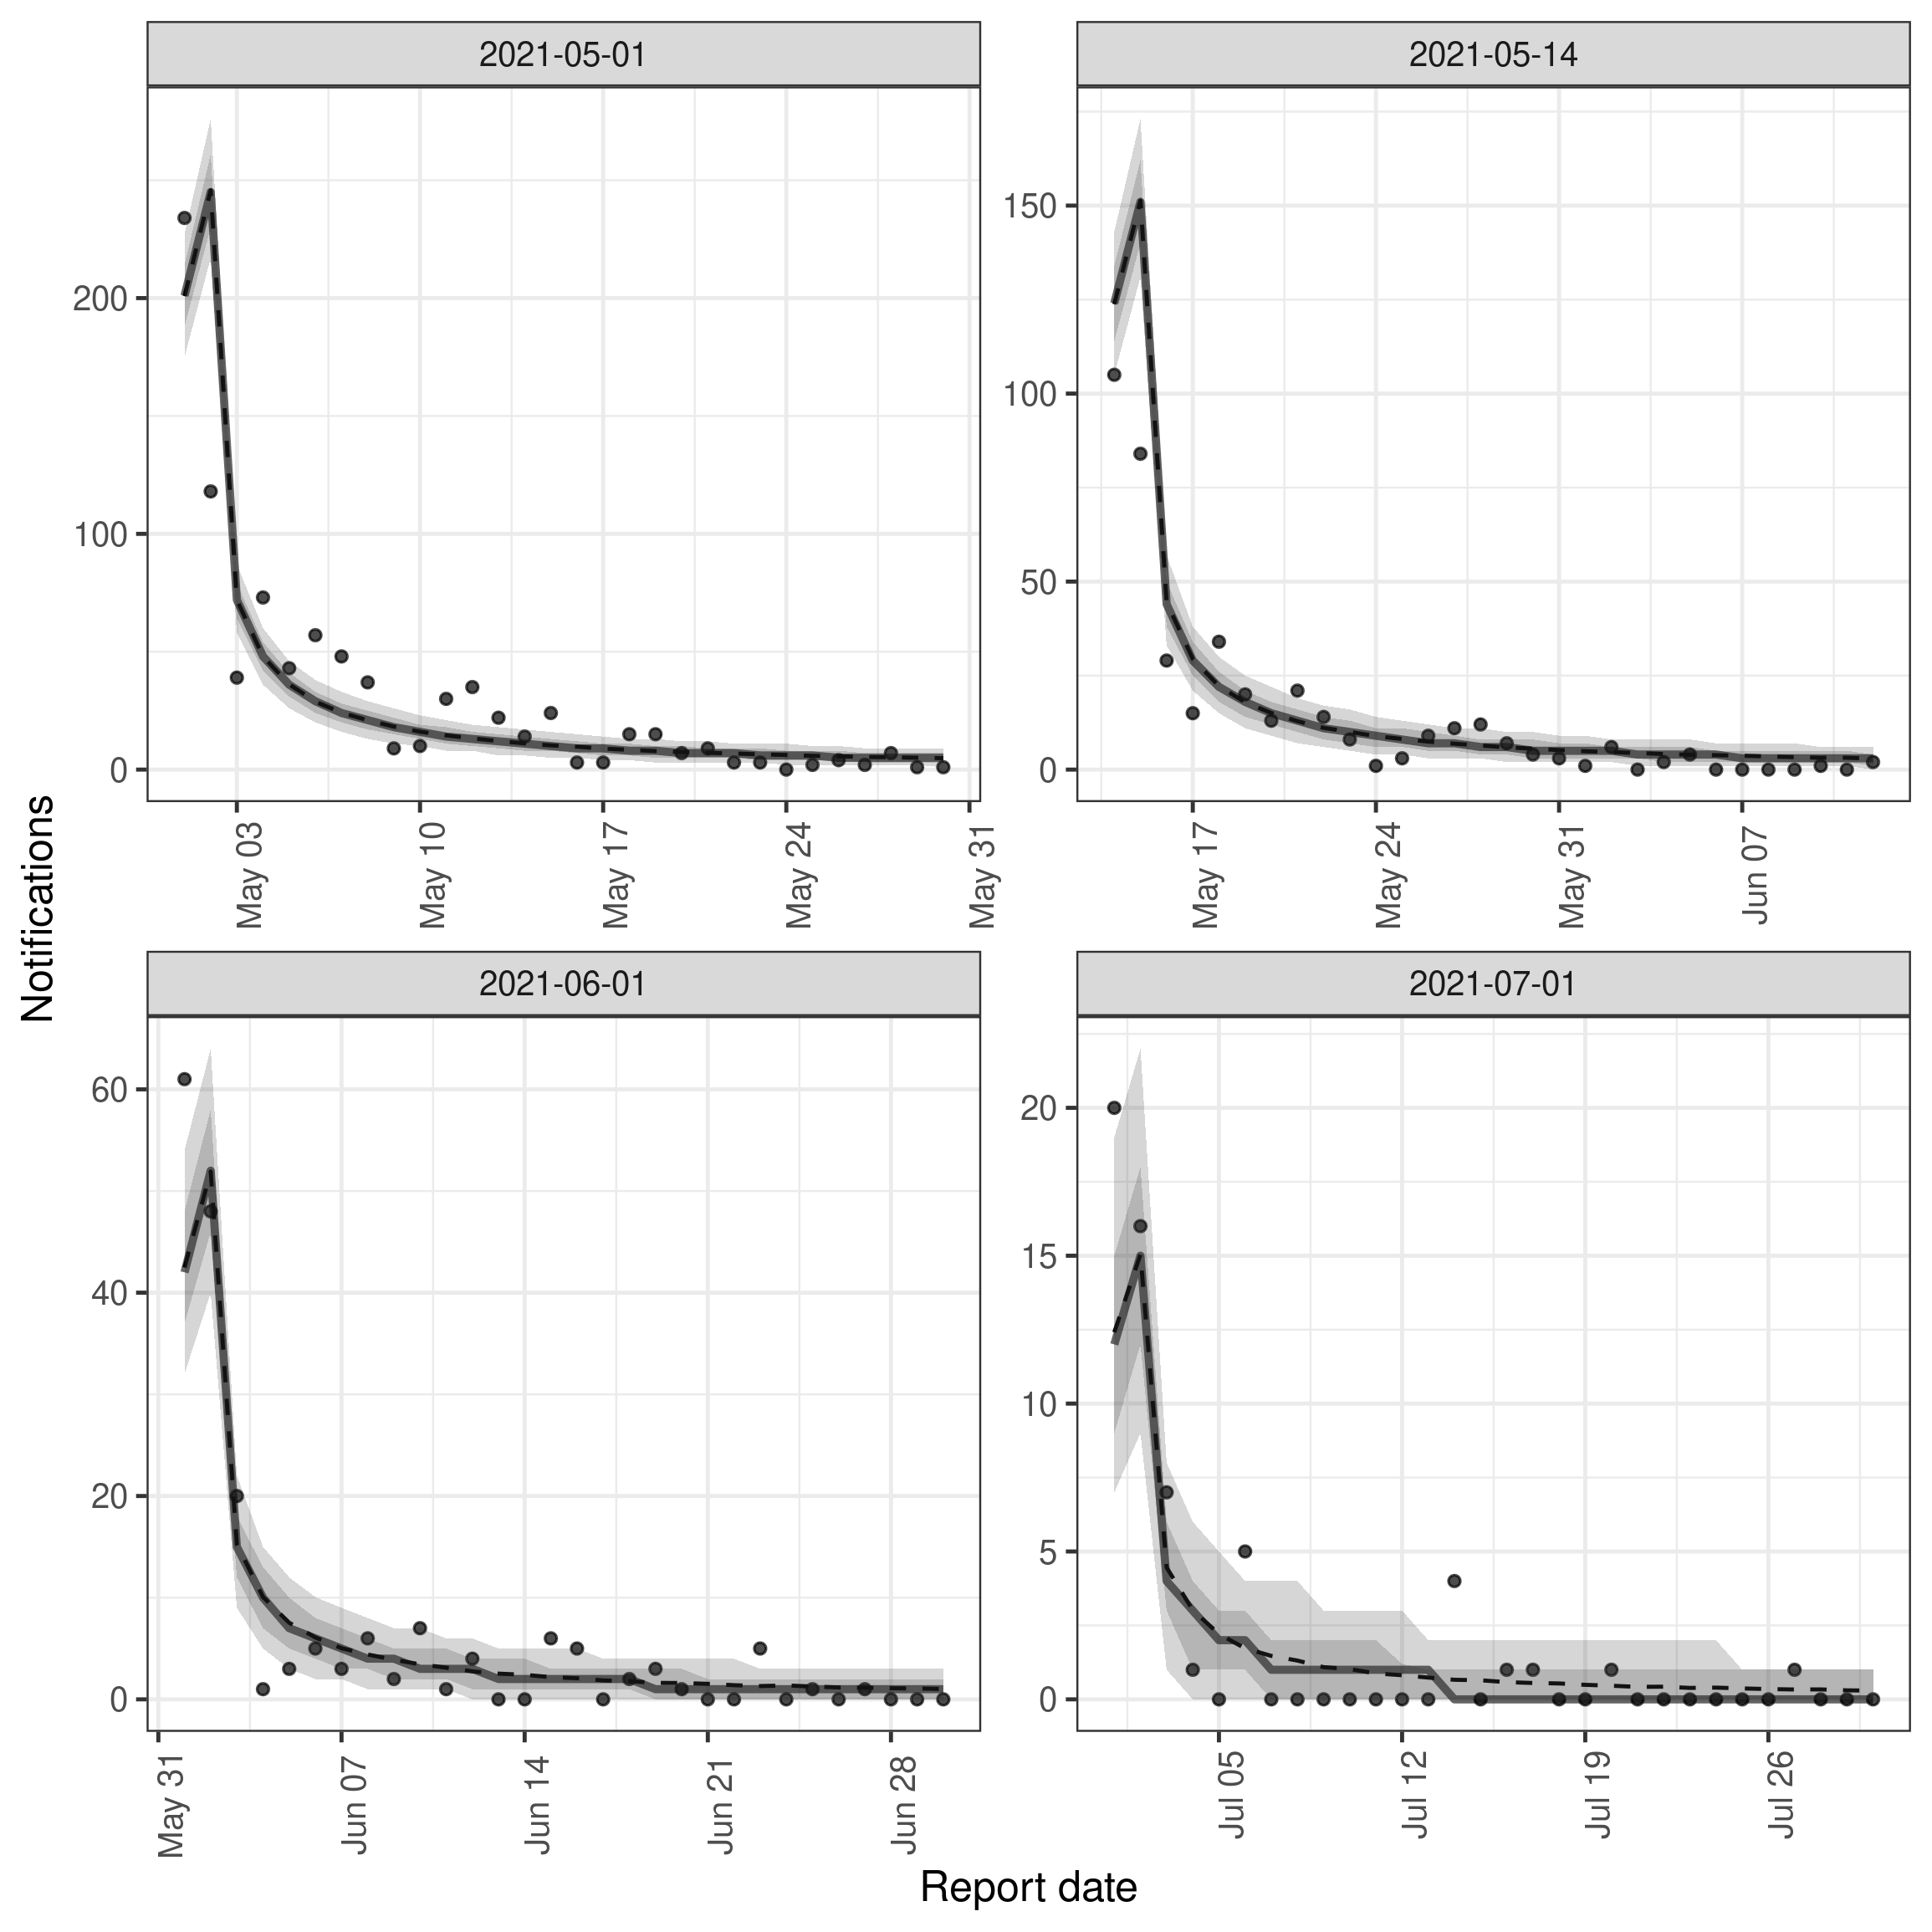 2021-05-01
2021-05-14
200
100
0
150
100
50
0
May 03
May 10
May 17
May 24
May 31
May 17
May 24
May 31
Jun 07
Notifications
2021-06-01
2021-07-01
60
40
20
0
20
15
10
5
0
May 31
Jun 07
Jun 14
Jun 21
Jun 28
Jul 05
Jul 12
Jul 19
Jul 26
Report date